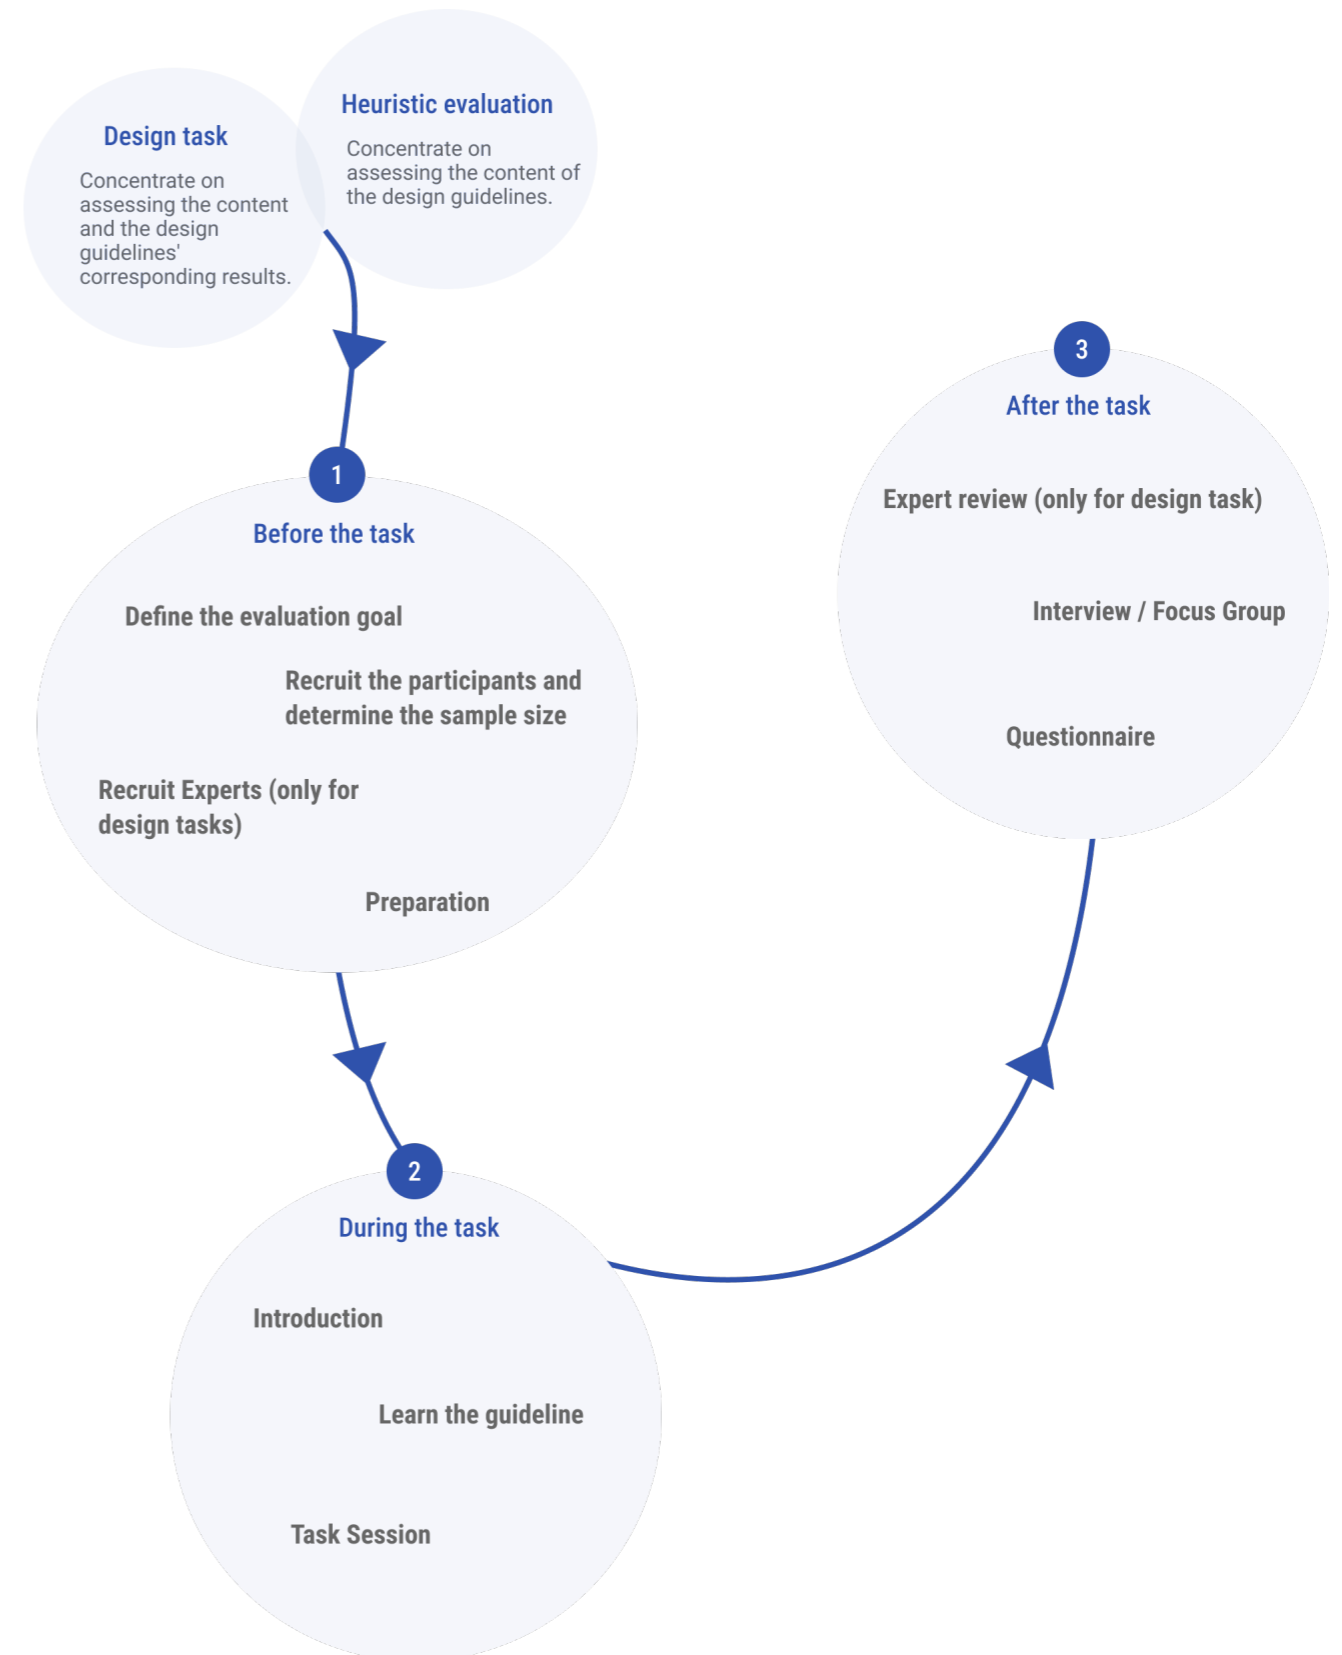 Design task
Concentrate on
assessing the content
and the design
guidelines'
corresponding results.
Heuristic evaluation
Concentrate on
assessing the content of
the design guidelines.
1
Before the task
Define the evaluation goal
Recruit the participants and
determine the sample size
Recruit Experts (only for
design tasks)
Preparation
2
During the task
Introduction
Learn the guideline
Task Session
3
After the task
Expert review (only for design task)
Interview / Focus Group
Questionnaire